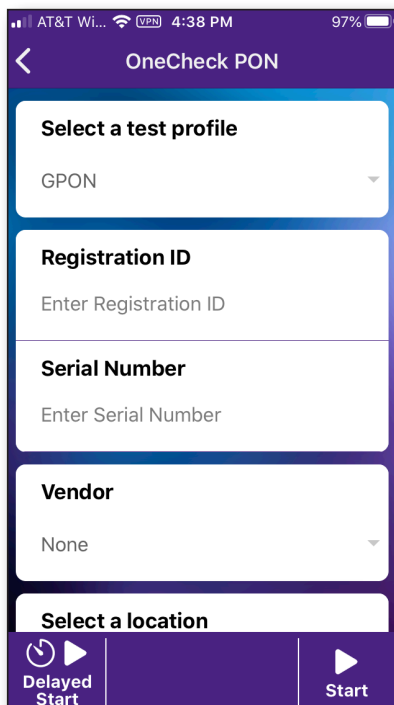 AT&T Wi... VPN 4:38 PM 97%
OneCheck PON
Select a test profile
GPON
Registration ID
Enter Registration ID
Serial Number
Enter Serial Number
Vendor
None
Select a location
Delayed
Start
Start